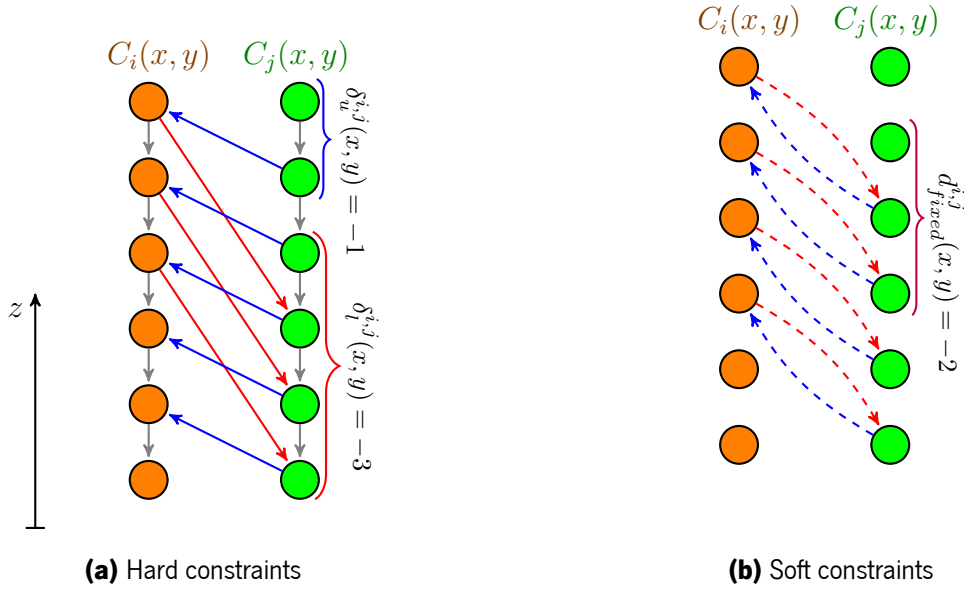 C_i(x, y) C_j(x, y)
δ_u^{i,j}(x, y) = −1
δ_l^{i,j}(x, y) = −3
z
(a) Hard constraints
C_i(x, y) C_j(x, y)
d_{fixed}^{i,j}(x, y) = −2
(b) Soft constraints